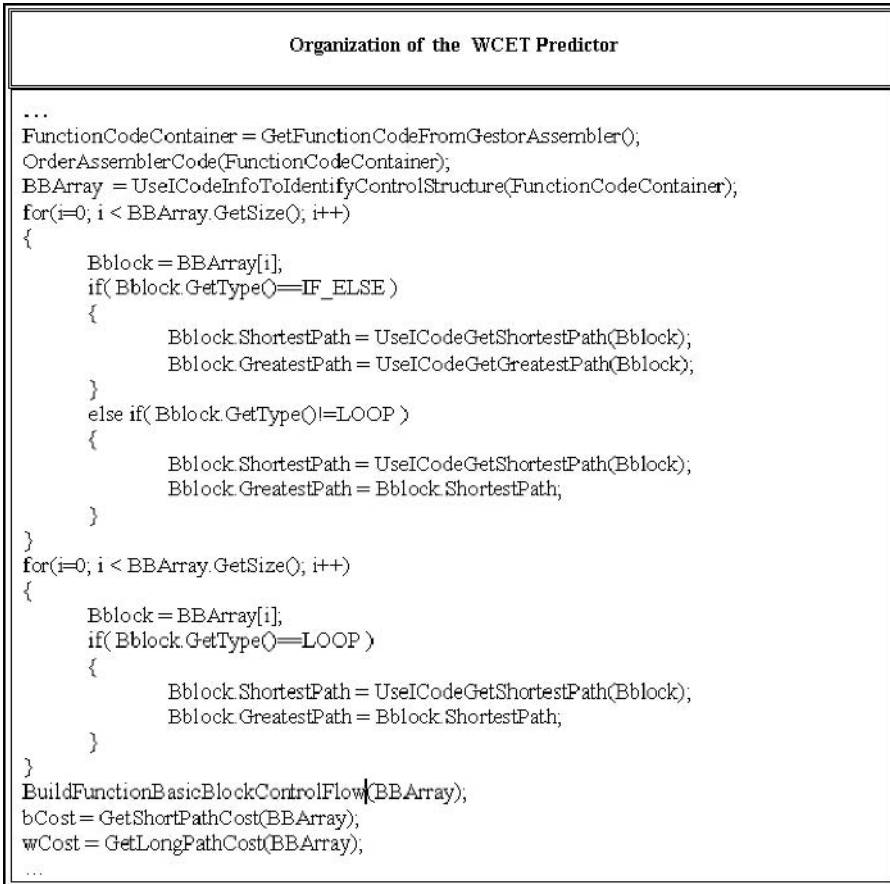 Organization of the WCET Predictor
...
FunctionCodeContainer = GetFunctionCodeFromGestorAssembler();
OrderAssemblerCode(FunctionCodeContainer);
BBArray = UseICodeInfoToIdentifyControlStructure(FunctionCodeContainer);
for(i=0; i < BBArray.GetSize(); i++)
{
Bblock = BBArray[i];
if( Bblock.GetType()==IF_ELSE )
{
Bblock.ShortestPath = UseICodeGetShortestPath(Bblock);
Bblock.GreatestPath = UseICodeGetGreatestPath(Bblock);
}
else if( Bblock.GetType()!=LOOP )
{
Bblock.ShortestPath = UseICodeGetShortestPath(Bblock);
Bblock.GreatestPath = Bblock.ShortestPath;
}
}
for(i=0; i < BBArray.GetSize(); i++)
{
Bblock = BBArray[i];
if( Bblock.GetType()==LOOP )
{
Bblock.ShortestPath = UseICodeGetShortestPath(Bblock);
Bblock.GreatestPath = Bblock.ShortestPath;
}
}
BuildFunctionBasicBlockControlFlow(BBArray);
bCost = GetShortPathCost(BBArray);
wCost = GetLongPathCost(BBArray);
...